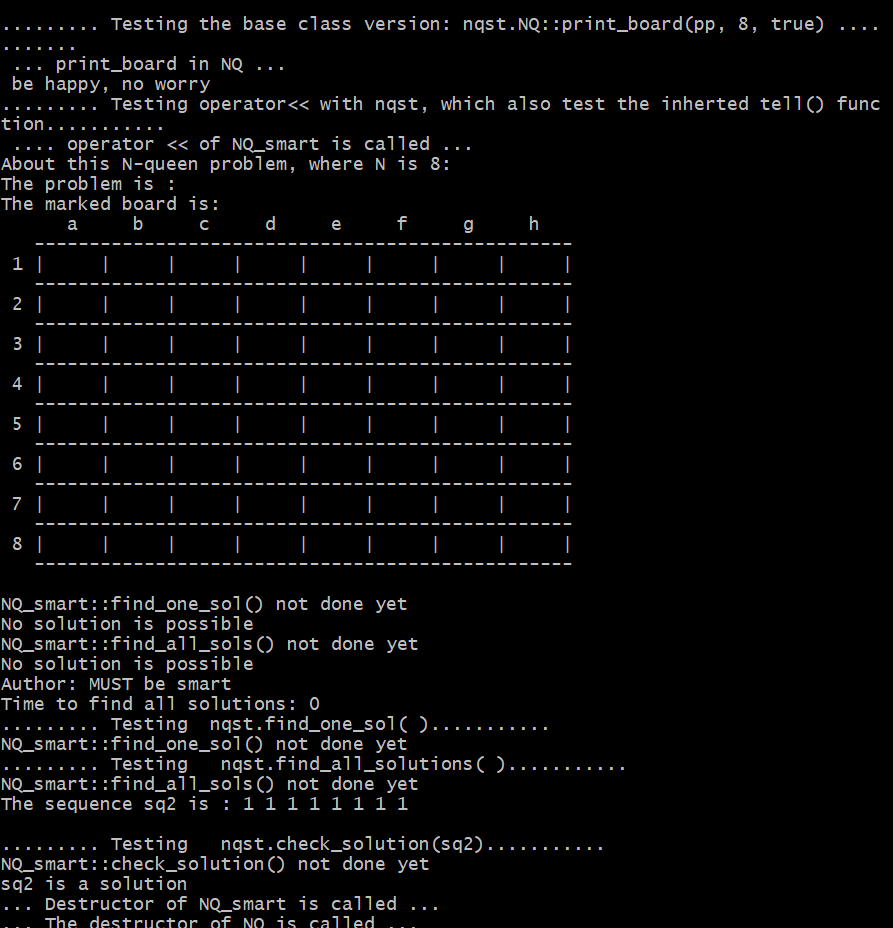 ......... Testing the base class version: nqst.NQ::print_board(pp, 8, true) ....
.......
 ... print_board in NQ ...
 be happy, no worry
......... Testing operator<< with nqst, which also test the inherted tell() func
tion...........
 .... operator << of NQ_smart is called ...
About this N-queen problem, where N is 8:
The problem is :
The marked board is:
      a     b     c     d     e     f     g     h
   -------------------------------------------------
 1 |     |     |     |     |     |     |     |     |
   -------------------------------------------------
 2 |     |     |     |     |     |     |     |     |
   -------------------------------------------------
 3 |     |     |     |     |     |     |     |     |
   -------------------------------------------------
 4 |     |     |     |     |     |     |     |     |
   -------------------------------------------------
 5 |     |     |     |     |     |     |     |     |
   -------------------------------------------------
 6 |     |     |     |     |     |     |     |     |
   -------------------------------------------------
 7 |     |     |     |     |     |     |     |     |
   -------------------------------------------------
 8 |     |     |     |     |     |     |     |     |
   -------------------------------------------------

NQ_smart::find_one_sol() not done yet
No solution is possible
NQ_smart::find_all_sols() not done yet
No solution is possible
Author: MUST be smart
Time to find all solutions: 0
......... Testing  nqst.find_one_sol( )...........
NQ_smart::find_one_sol() not done yet
......... Testing   nqst.find_all_solutions( )...........
NQ_smart::find_all_sols() not done yet
The sequence sq2 is : 1 1 1 1 1 1 1 1

......... Testing   nqst.check_solution(sq2)...........
NQ_smart::check_solution() not done yet
sq2 is a solution
... Destructor of NQ_smart is called ...
... The destructor of NQ is called ...